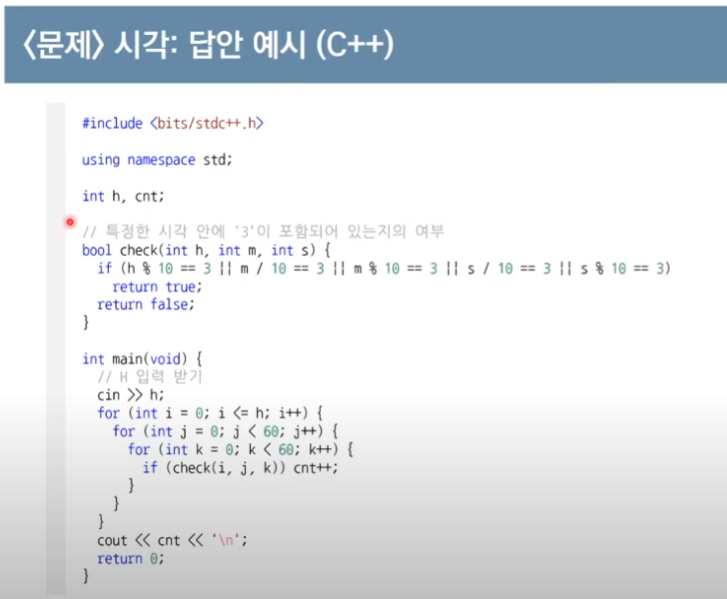 <문제> 시각: 답안 예시 (C++)
#include <bits/stdc++.h>
using namespace std;
int h, cnt;
// 특정한 시각 안에 '3'이 포함되어 있는지의 여부
bool check(int h, int m, int s) {
if (h % 10 == 3 || m / 10 == 3 || m % 10 == 3 || s / 10 == 3 || s % 10 == 3)
return true;
return false;
}
int main(void) {
// H 입력 받기
cin >> h;
for (int i = 0; i <= h; i++) {
for (int j = 0; j < 60; j++) {
for (int k = 0; k < 60; k++) {
if (check(i, j, k)) cnt++;
}
}
}
cout << cnt << '\n';
return 0;
}